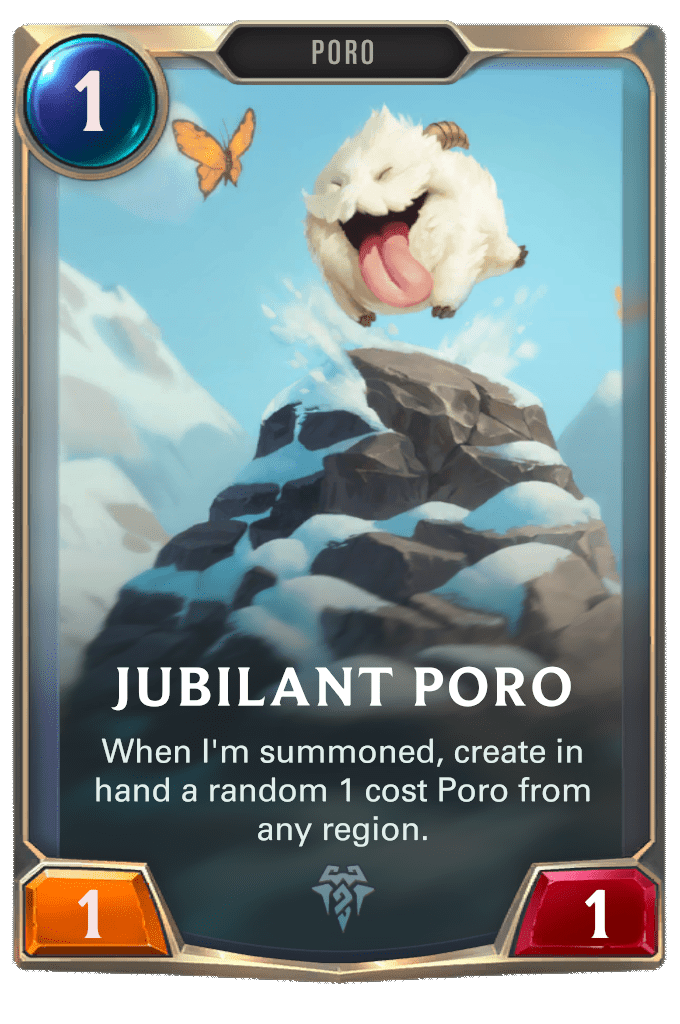 PORO
1
JUBILANT PORO
When I'm summoned, create in
hand a random 1 cost Poro from
any region.
1
1